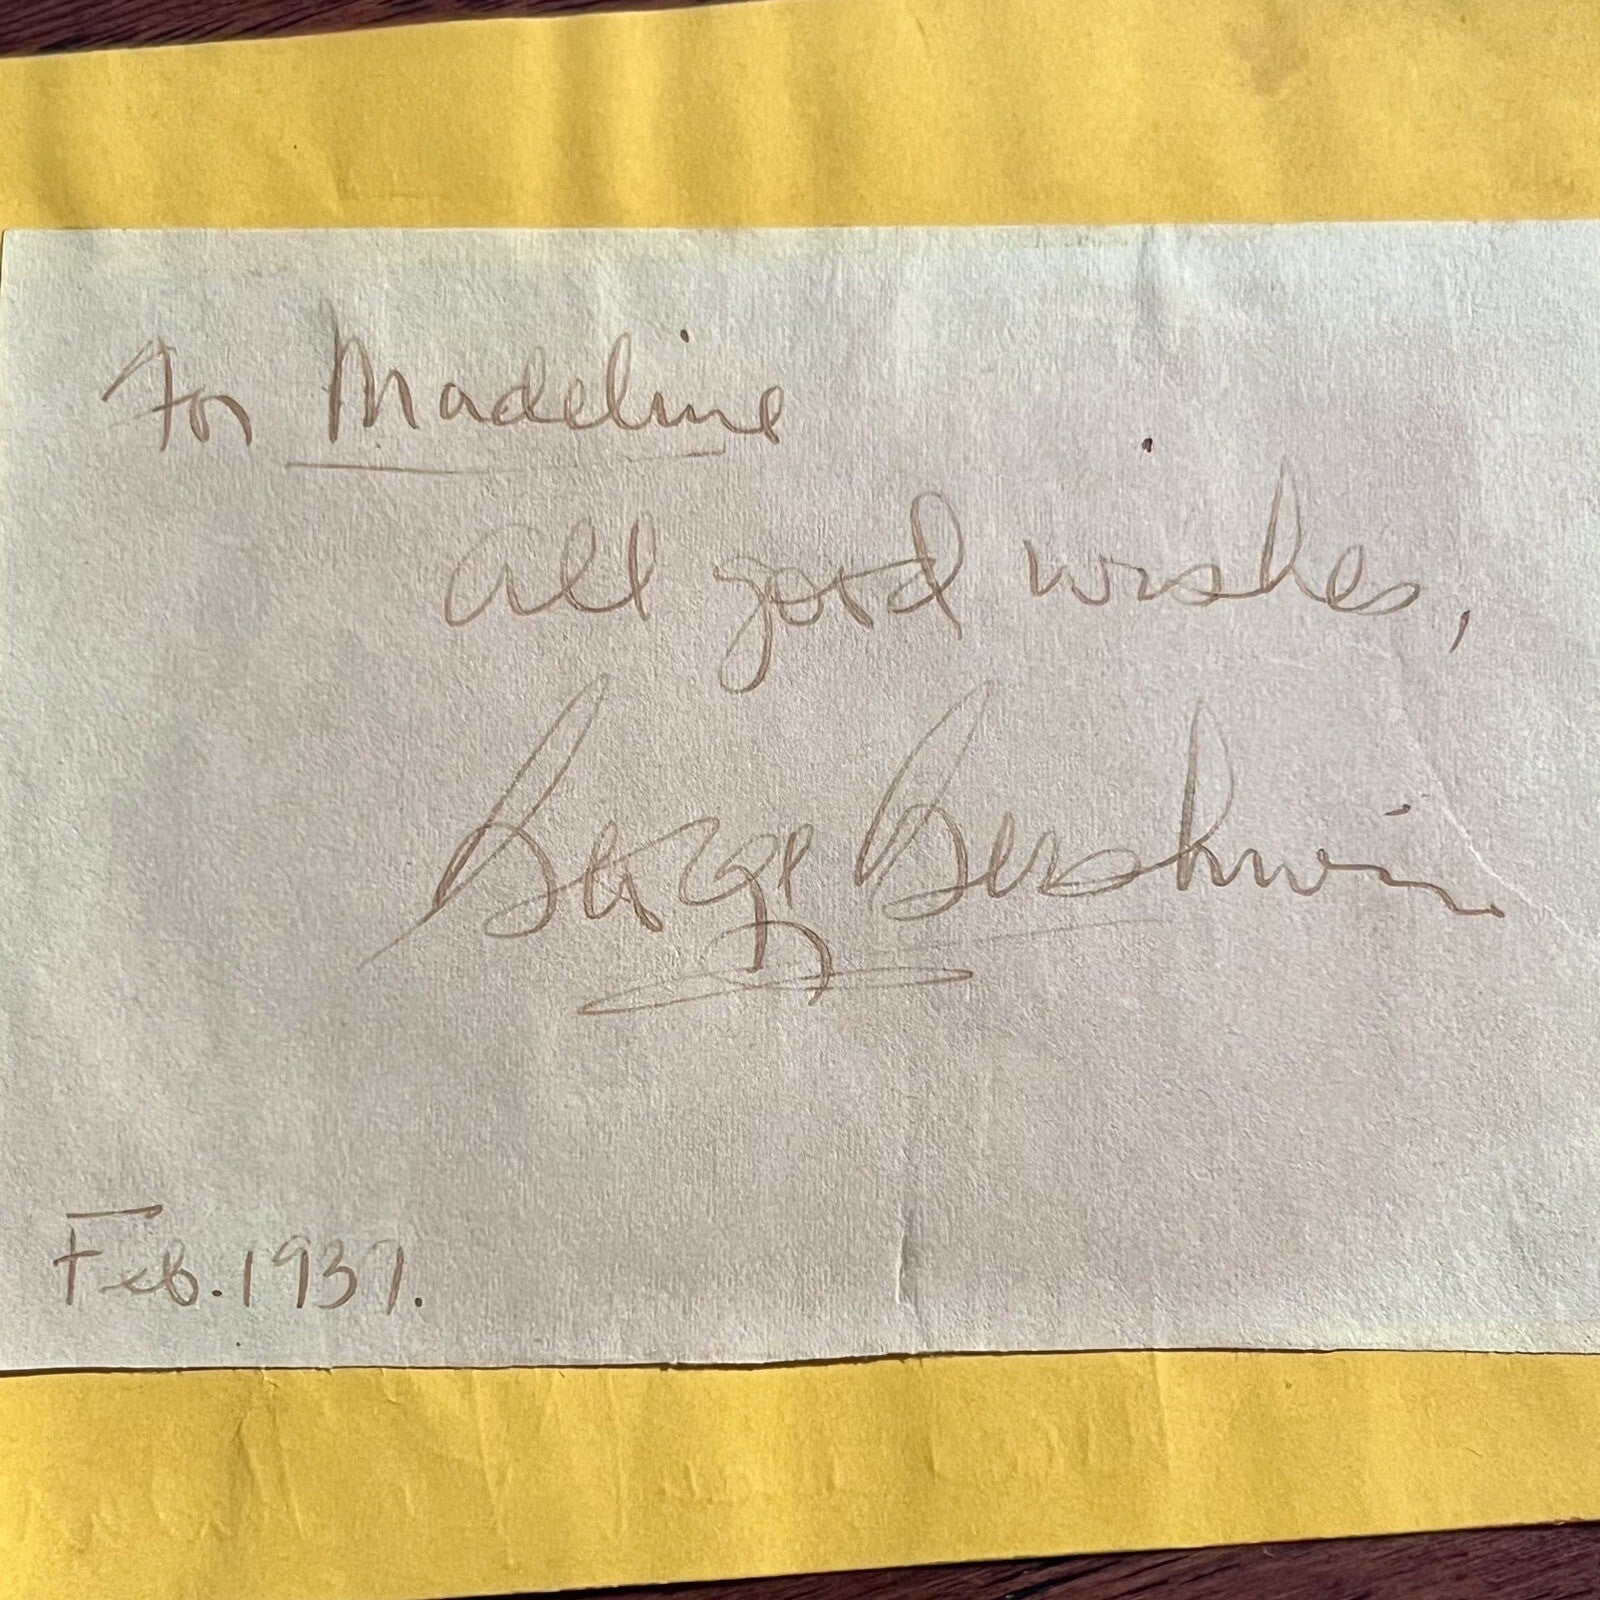 For Madeline
all good wishes,
George Gershwin
Feb. 1937.